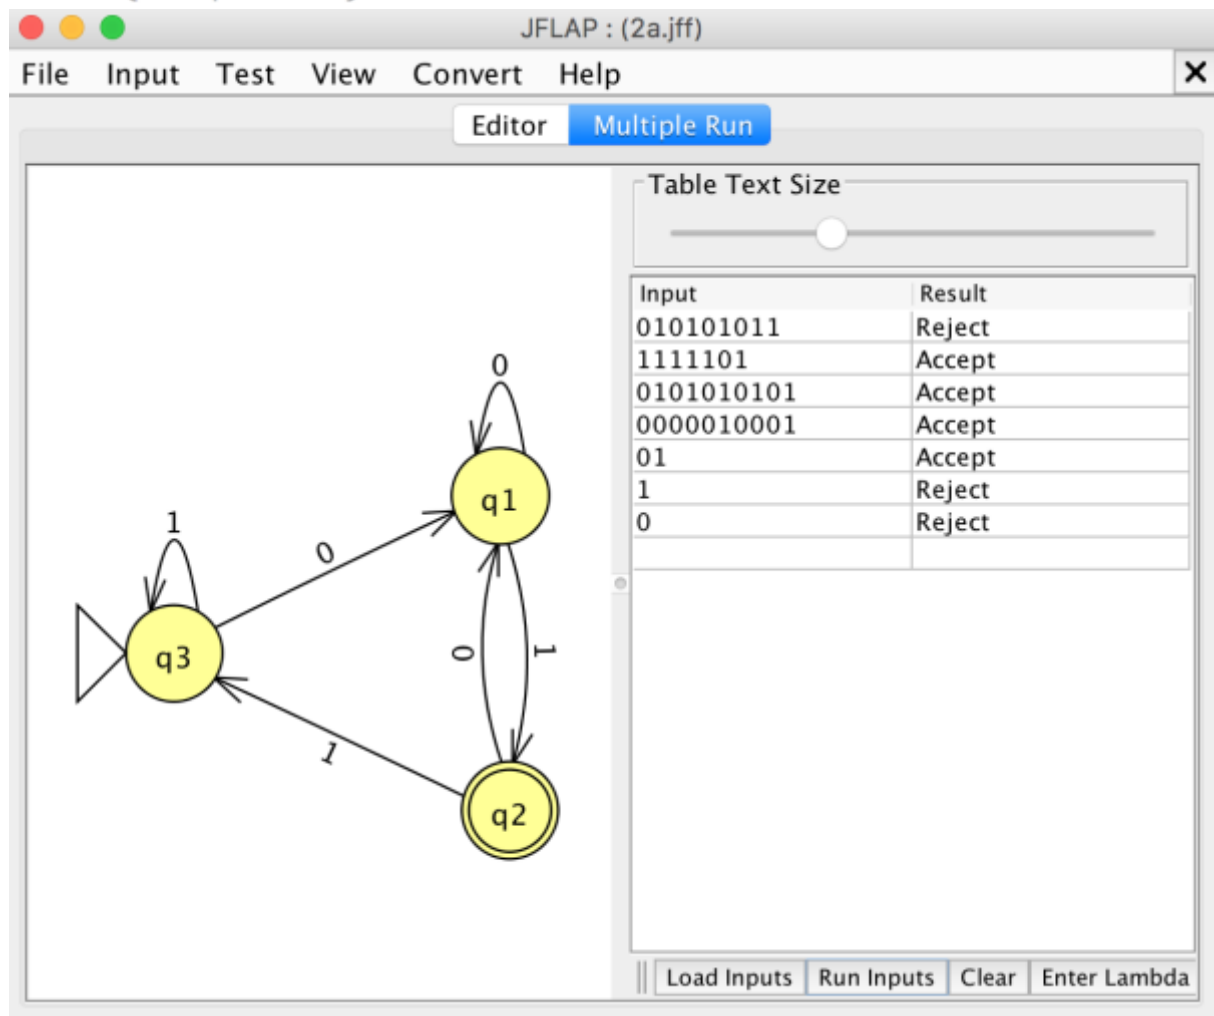 JFLAP : (2a.jff)
File Input Test View Convert Help
Editor Multiple Run
Table Text Size
Input Result
010101011 Reject
1111101 Accept
0101010101 Accept
0000010001 Accept
01 Accept
1 Reject
0 Reject
0
q1
1
0
q3
0
1
1
q2
Load Inputs Run Inputs Clear Enter Lambda